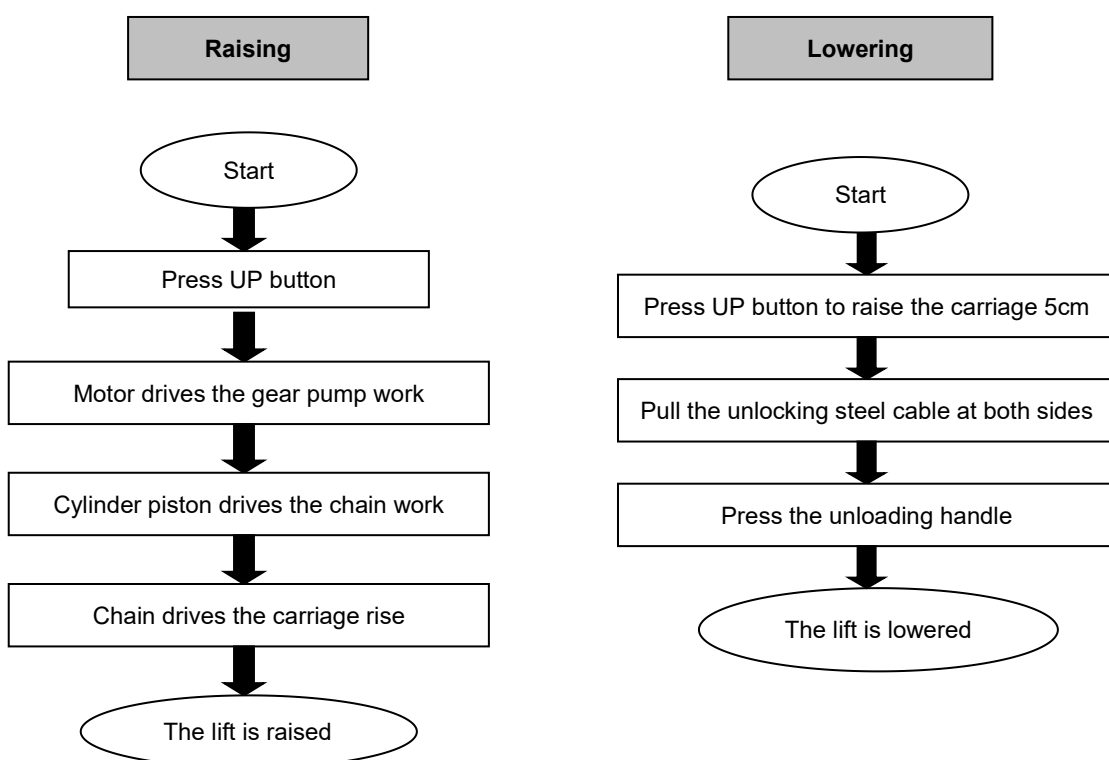 Raising
Start
Press UP button
Motor drives the gear pump work
Cylinder piston drives the chain work
Chain drives the carriage rise
The lift is raised
Lowering
Start
Press UP button to raise the carriage 5cm
Pull the unlocking steel cable at both sides
Press the unloading handle
The lift is lowered